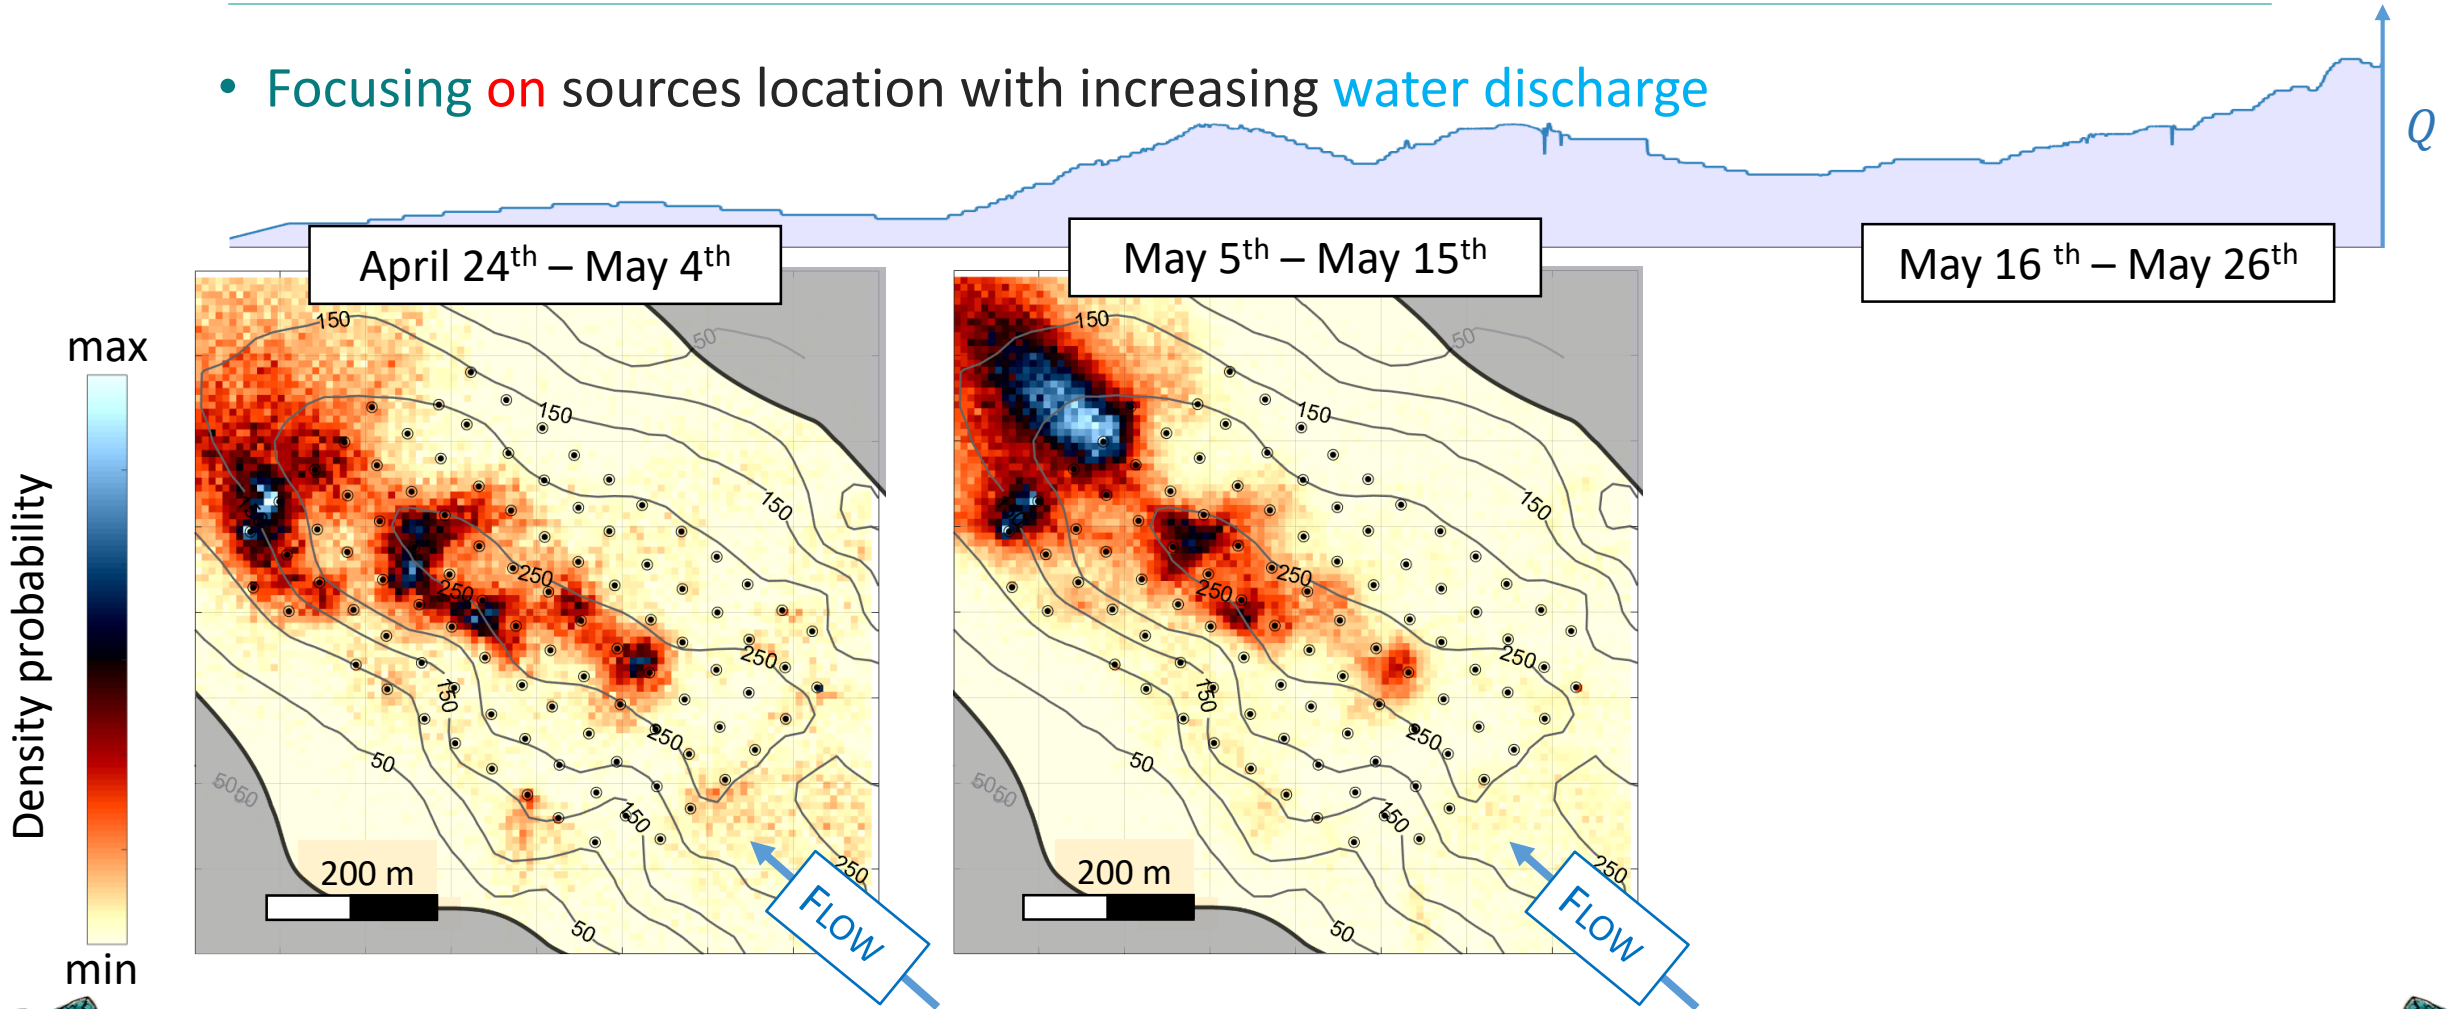 • Focusing on sources location with increasing water discharge
Q
April 24th – May 4th
May 5th – May 15th
May 16 th – May 26th
max
Density probability
min
150
50
150
150
250
250
250
150
250
50
150
250
50
5050
200 m
FLOW
150
50
150
150
250
250
250
150
250
50
150
250
50
5050
200 m
FLOW